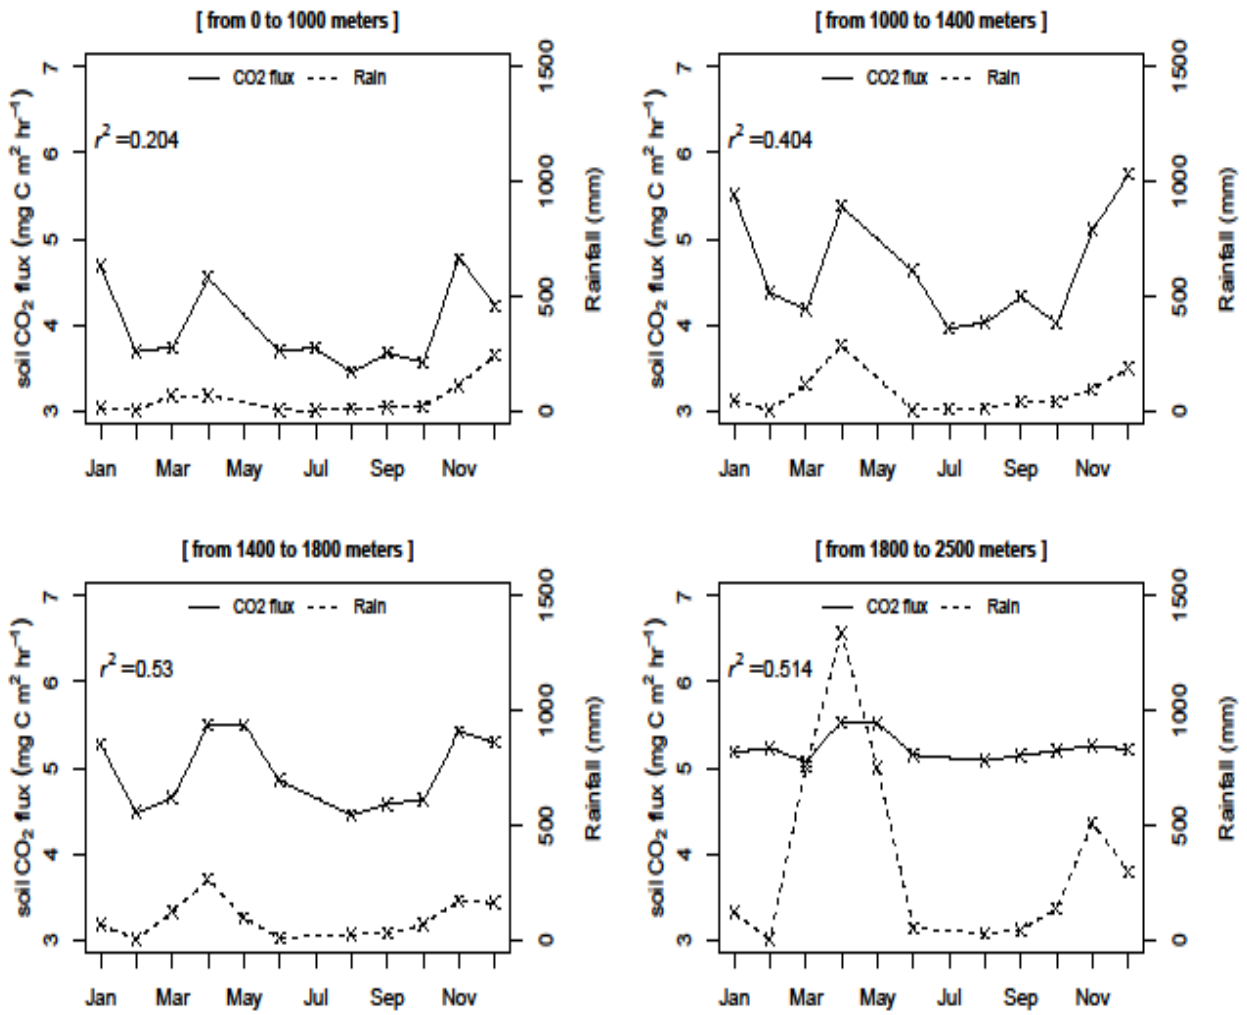 [ from 0 to 1000 meters ]
soil CO₂ flux (mg C m² hr⁻¹)
7
6
5
4
3
CO2 flux Rain
r² =0.204
1500
1000
500
0
Rainfall (mm)
Jan Mar May Jul Sep Nov
[ from 1000 to 1400 meters ]
soil CO₂ flux (mg C m² hr⁻¹)
7
6
5
4
3
CO2 flux Rain
r² =0.404
1500
1000
500
0
Rainfall (mm)
Jan Mar May Jul Sep Nov
[ from 1400 to 1800 meters ]
soil CO₂ flux (mg C m² hr⁻¹)
7
6
5
4
3
CO2 flux Rain
r² =0.53
1500
1000
500
0
Rainfall (mm)
Jan Mar May Jul Sep Nov
[ from 1800 to 2500 meters ]
soil CO₂ flux (mg C m² hr⁻¹)
7
6
5
4
3
CO2 flux Rain
r² =0.514
1500
1000
500
0
Rainfall (mm)
Jan Mar May Jul Sep Nov